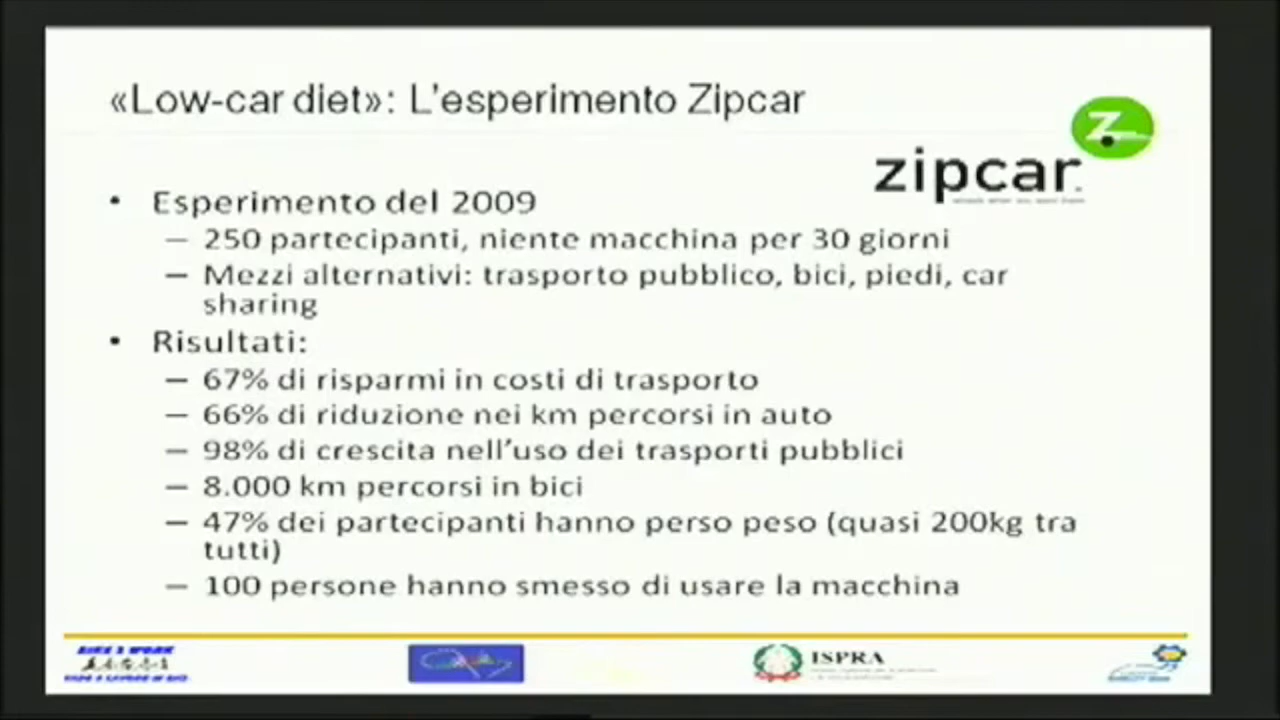 «Low-car diet»: L'esperimento Zipcar
zipcar
• Esperimento del 2009
– 250 partecipanti, niente macchina per 30 giorni
– Mezzi alternativi: trasporto pubblico, bici, piedi, car
sharing
• Risultati:
– 67% di risparmi in costi di trasporto
– 66% di riduzione nei km percorsi in auto
– 98% di crescita nell'uso dei trasporti pubblici
– 8.000 km percorsi in bici
– 47% dei partecipanti hanno perso peso (quasi 200kg tra
tutti)
– 100 persone hanno smesso di usare la macchina
BIKE 2 WORK
ISPRA